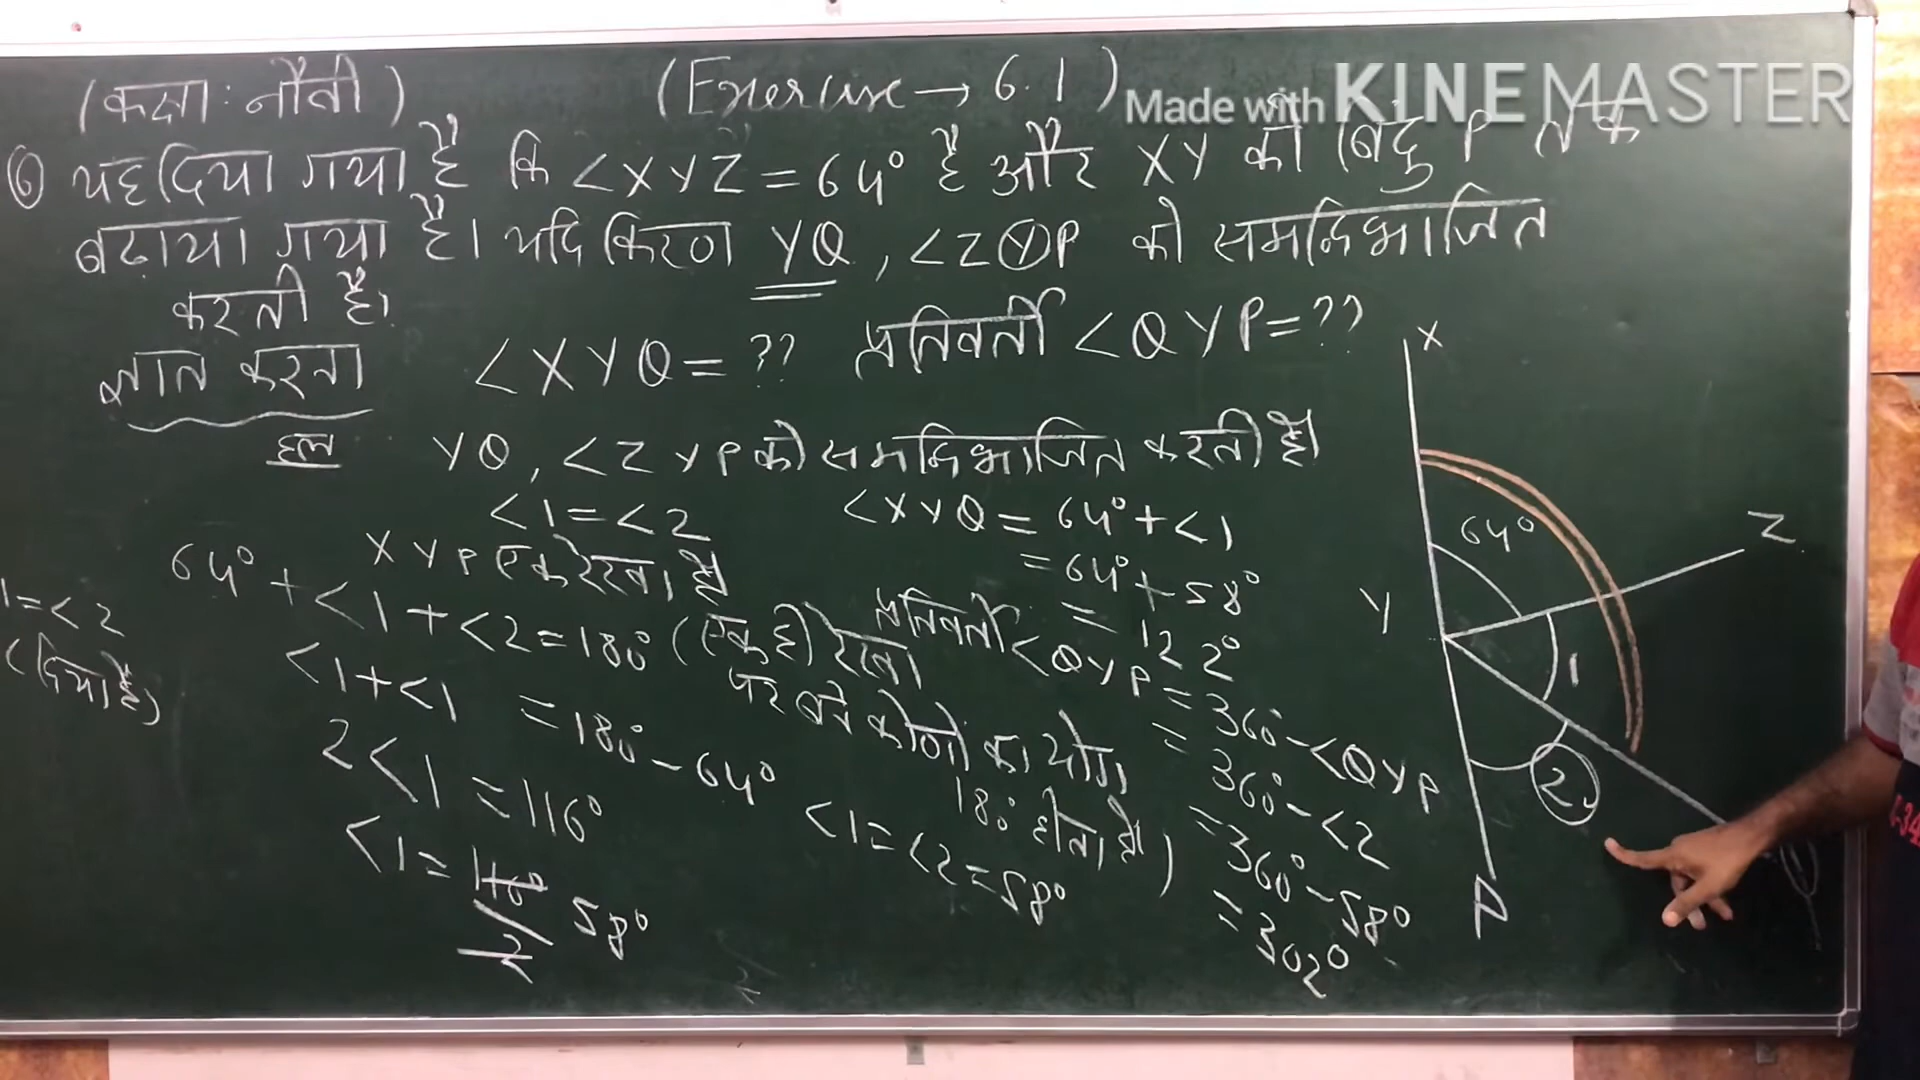 (कक्षा : नौवीं)
(Exercise → 6.1)
Made with KINEMASTER
⑥ यह दिया गया है कि <XYZ = 64° है और XY को बिंदु P तक
बढ़ाया गया है। यदि किरण YQ, <ZYP को समद्विभाजित
करती है।
ज्ञात करना <XYQ = ?? प्रतिवर्ती <QYP = ??
हल YQ, <ZYP को समद्विभाजित करती है।
<1 = <2
XYP एक रेखा है
64° + <1 + <2 = 180° (एक ही रेखा
पर बने कोणों का योग
180° होता है)
1 = <2
(दिया है)
<1 + <1 = 180° - 64°
2<1 = 116°
<1 = 116°
2
58°
<1 = <2 = 58°
<XYQ = 64° + <1
= 64° + 58°
= 122°
प्रतिवर्ती <QYP = 360° - <QYP
= 360° - <2
= 360° - 58°
= 302°
X
64°
Z
Y
1
2
P